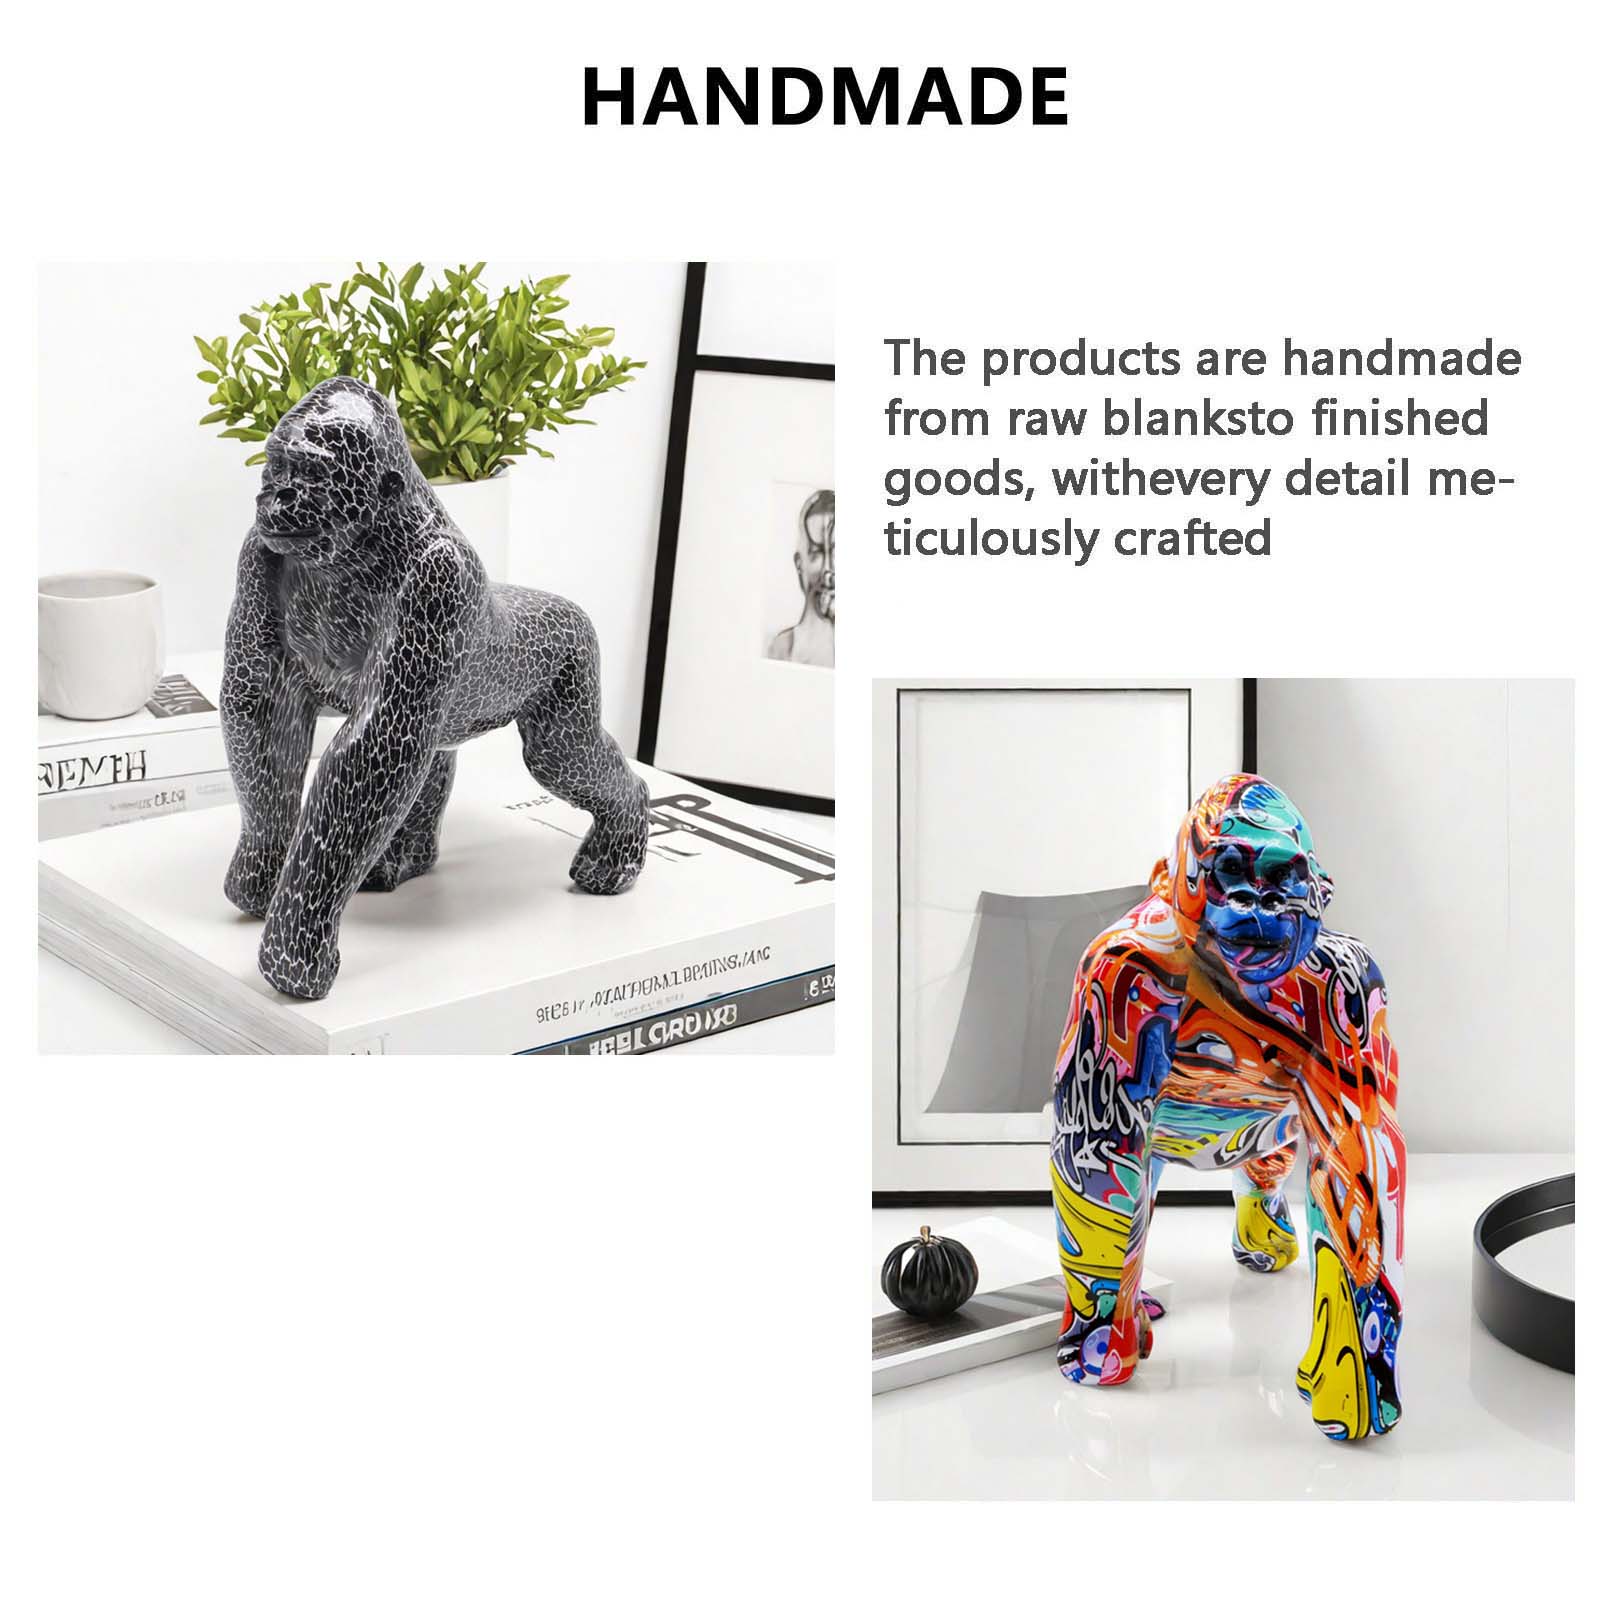 HANDMADE
The products are handmade
from raw blanksto finished
goods, withevery detail me-
ticulously crafted